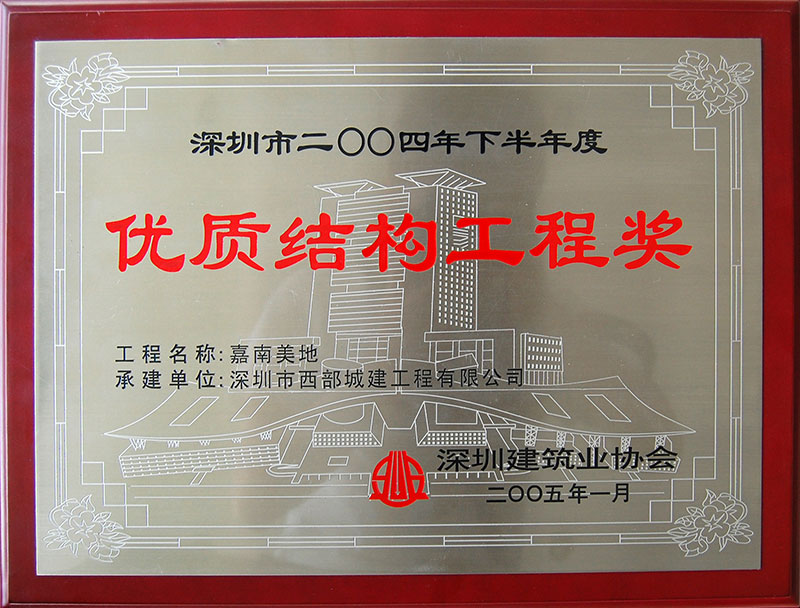 深圳市二〇〇四年下半年度
优质结构工程奖
工程名称:嘉南美地
承建单位:深圳市西部城建工程有限公司
深圳建筑业协会
二〇〇五年一月